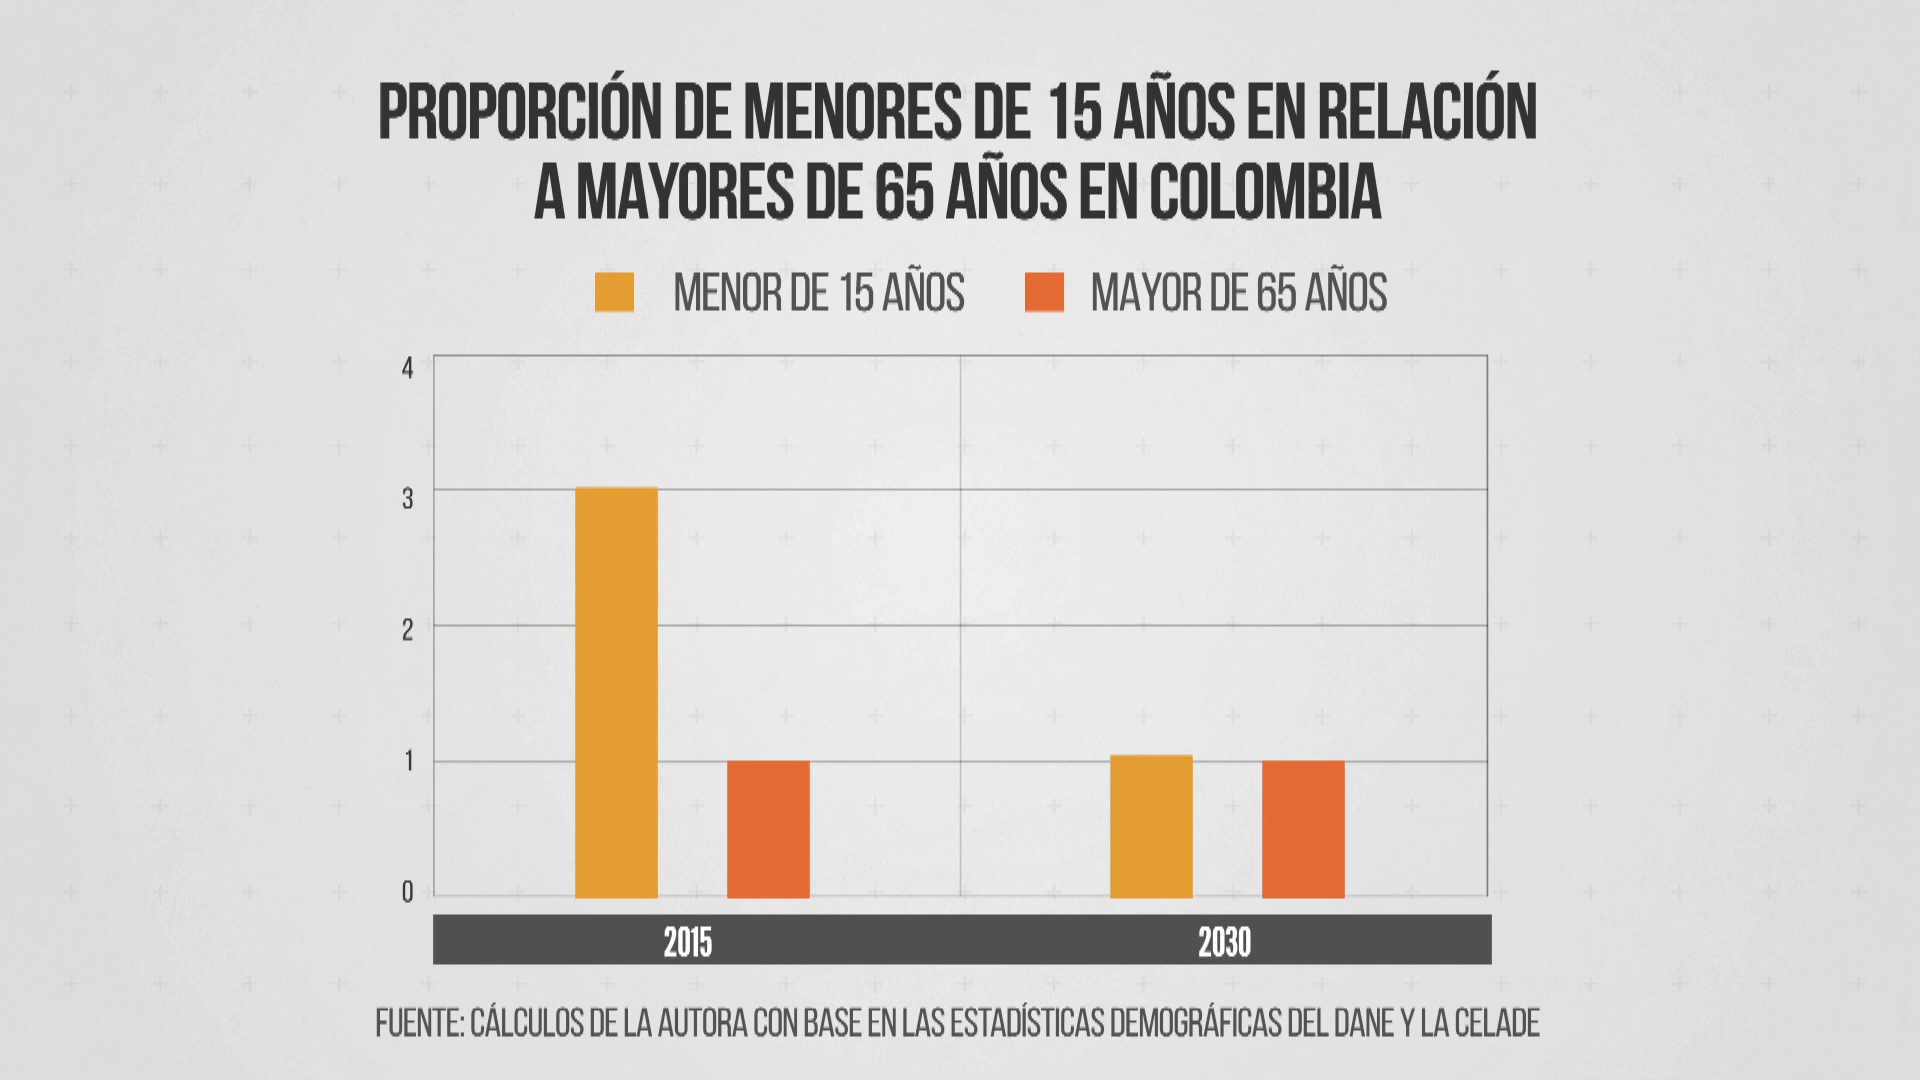 PROPORCIÓN DE MENORES DE 15 AÑOS EN RELACIÓN
A MAYORES DE 65 AÑOS EN COLOMBIA
MENOR DE 15 AÑOS MAYOR DE 65 AÑOS
4
3
2
1
0
2015 2030
FUENTE: CÁLCULOS DE LA AUTORA CON BASE EN LAS ESTADÍSTICAS DEMOGRÁFICAS DEL DANE Y LA CELADE